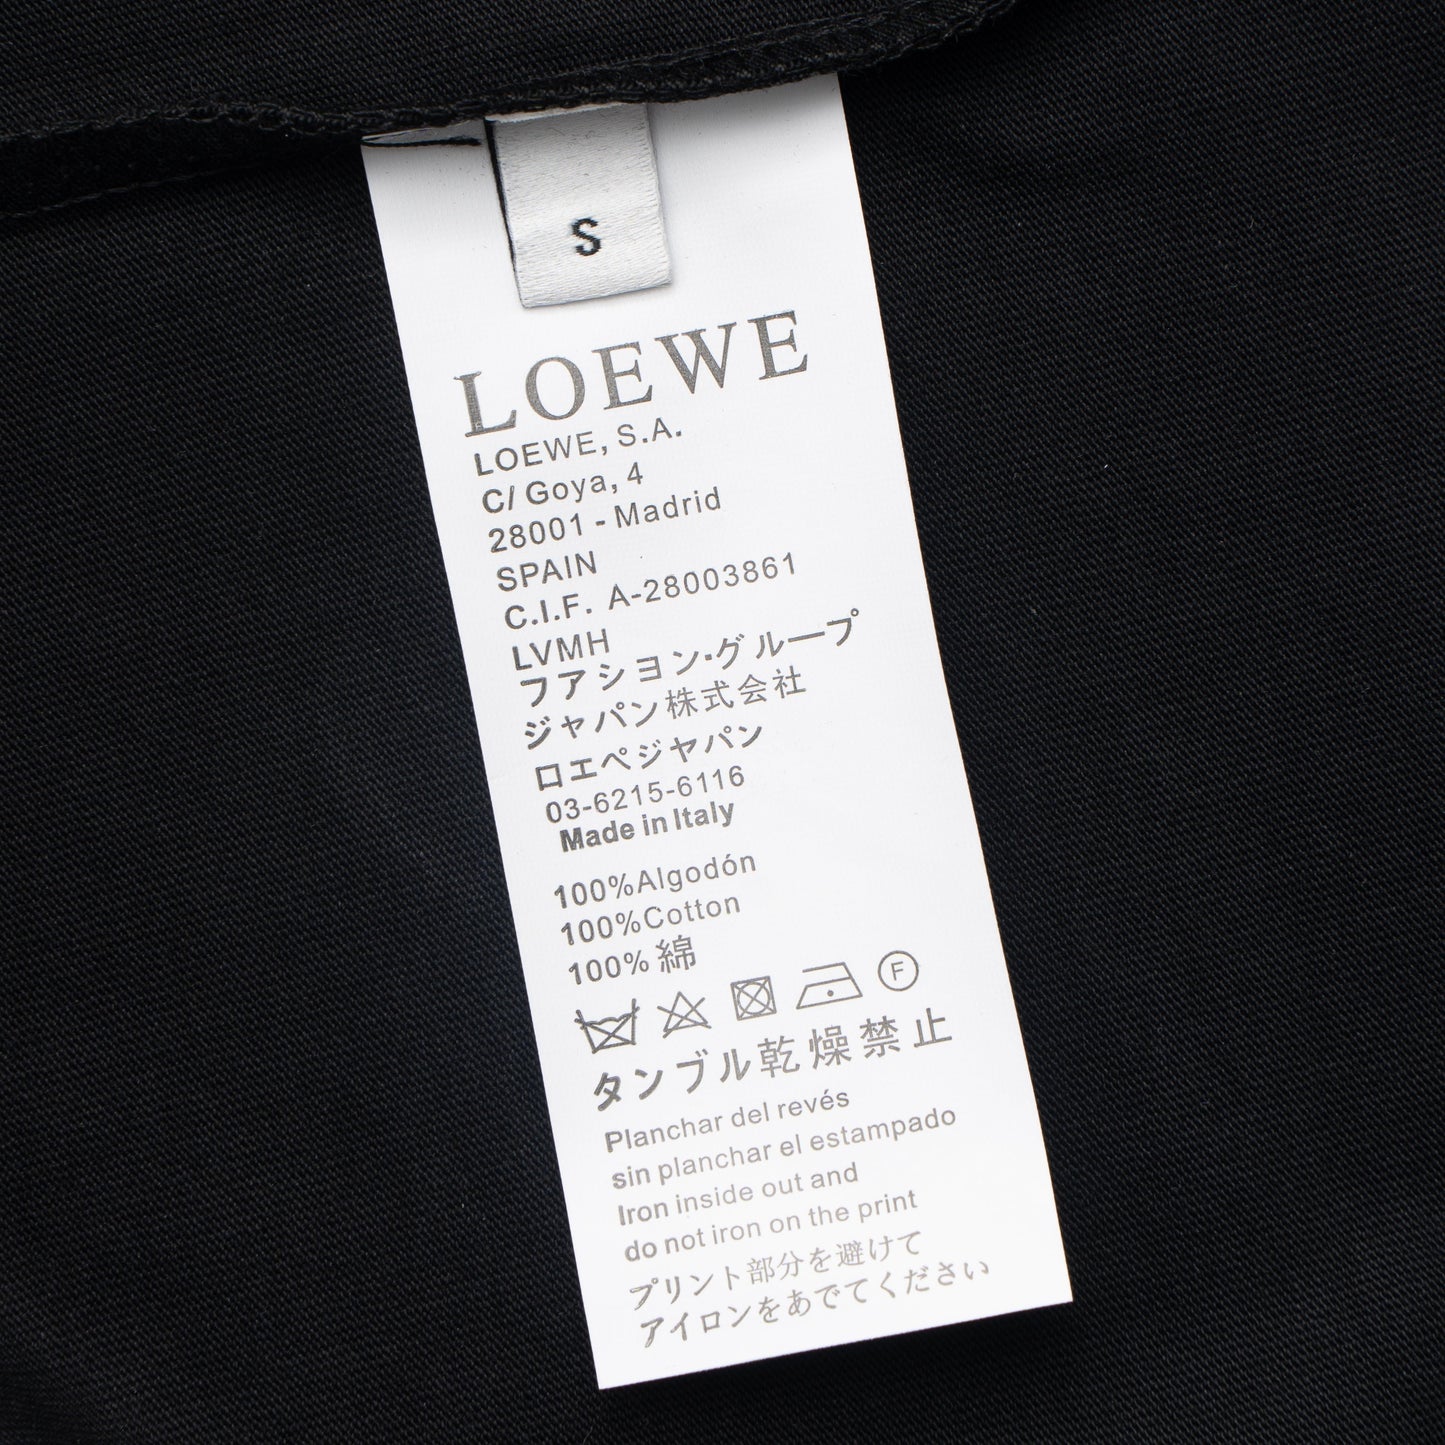 S
LOEWE
LOEWE, S.A.
C/ Goya, 4
28001 - Madrid
SPAIN
C.I.F. A-28003861
LVMH
フアシヨン・グループ
ジャパン株式会社
ロエペジヤパン
03-6215-6116
Made in Italy
100%Algodón
100%Cotton
100% 綿
F
タンブル乾燥禁止
Planchar del revés
sin planchar el estampado
Iron inside out and
do not iron on the print
プリント部分を避けて
アイロンをあでてください